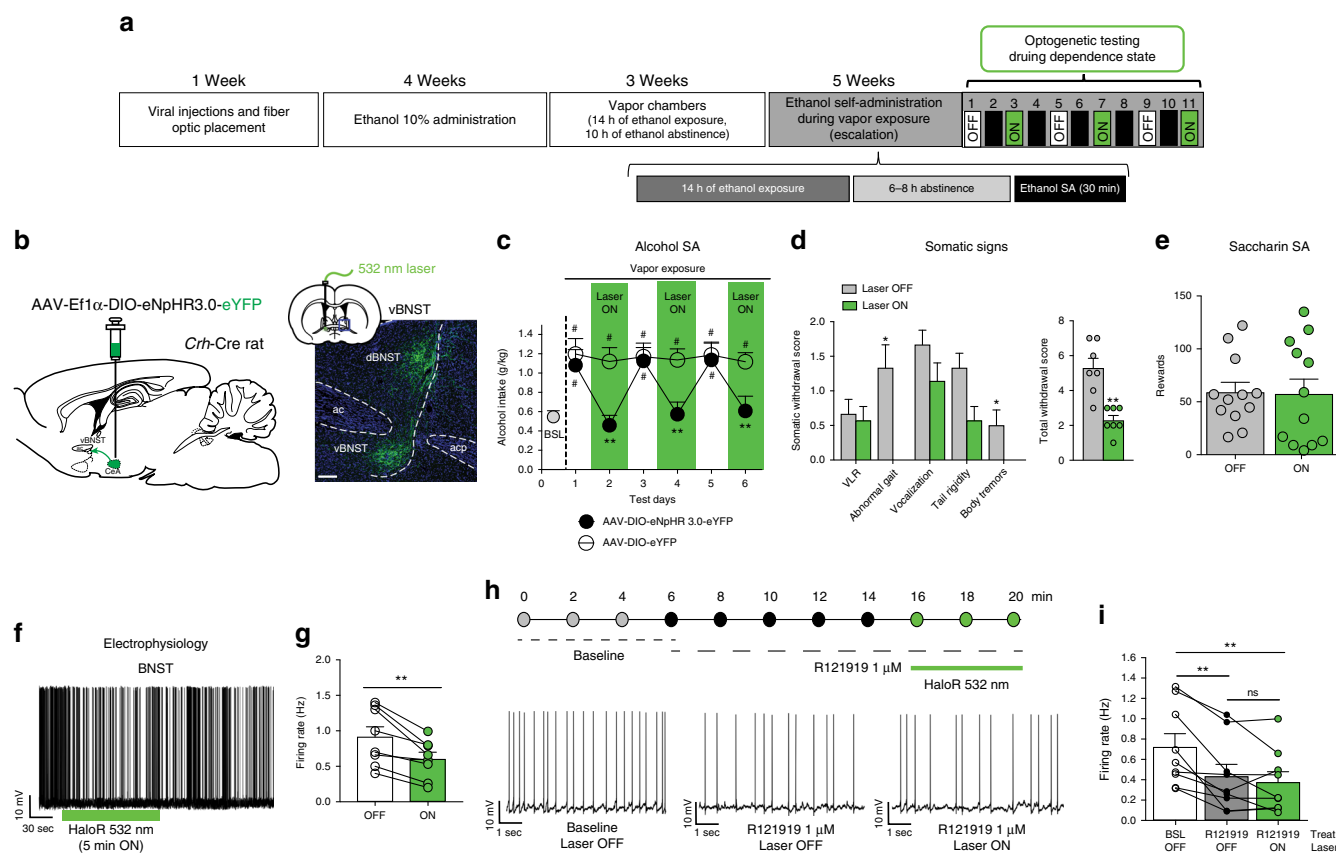 a
Optogenetic testing
druing dependence state
1 Week
4 Weeks
3 Weeks
5 Weeks
Viral injections and fiber
optic placement
Ethanol 10% administration
Vapor chambers
(14 h of ethanol exposure,
10 h of ethanol abstinence)
Ethanol self-administration
during vapor exposure
(escalation)
1 2 3 4 5 6 7 8 9 10 11
OFF ON OFF ON OFF ON
14 h of ethanol exposure
6–8 h abstinence
Ethanol SA (30 min)
b
AAV-Ef1α-DIO-eNpHR3.0-eYFP
Crh-Cre rat
vBNST
CeA
532 nm laser
vBNST
dBNST
ac
vBNST
acp
c
Alcohol SA
Vapor exposure
Laser ON
Laser ON
Laser ON
Alcohol intake (g/kg)
1.6
1.4
1.2
1.0
0.8
0.6
0.4
0.2
0.0
BSL
# # # # # #
# # #
** ** **
0 1 2 3 4 5 6
Test days
AAV-DIO-eNpHR 3.0-eYFP
AAV-DIO-eYFP
d
Somatic signs
Laser OFF
Laser ON
Somatic withdrawal score
2.0
1.5
1.0
0.5
0.0
*
*
VLR
Abnormal gait
Vocalization
Tail rigidity
Body tremors
Total withdrawal score
8
6
4
2
0
**
e
Saccharin SA
Rewards
150
100
50
0
OFF ON
f
Electrophysiology
BNST
10 mV
30 sec
HaloR 532 nm
(5 min ON)
g
Firing rate (Hz)
2.0
1.5
1.0
0.5
0.0
**
OFF ON
h
0 2 4 6 8 10 12 14 16 18 20 min
Baseline
R121919 1 μM
HaloR 532 nm
10 mV
1 sec
Baseline
Laser OFF
10 mV
1 sec
R121919 1 μM
Laser OFF
10 mV
1 sec
R121919 1 μM
Laser ON
i
Firing rate (Hz)
1.6
1.4
1.2
1.0
0.8
0.6
0.4
0.2
0.0
**
**
ns
BSL R121919 R121919 Treat
OFF OFF ON Laser